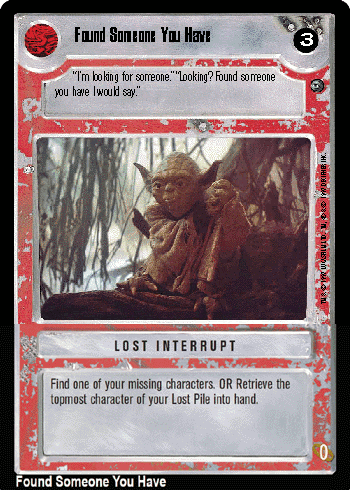 Found Someone You Have
3
"I'm looking for someone." "Looking? Found someone
you have I would say."
LOST INTERRUPT
Find one of your missing characters. OR Retrieve the
topmost character of your Lost Pile into hand.
0
Found Someone You Have